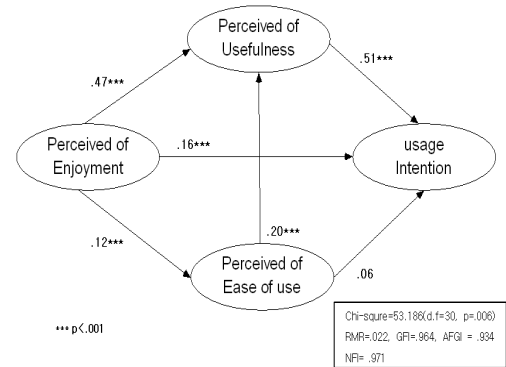 Perceived of
Usefulness
.47***
.51***
Perceived of
Enjoyment
.16***
usage
Intention
.12***
.20***
Perceived of
Ease of use
.06
*** p<.001
Chi-squre=53.186(d.f=30, p=.006)
RMR=.022, GFI=.964, AFGI = .934
NFI= .971